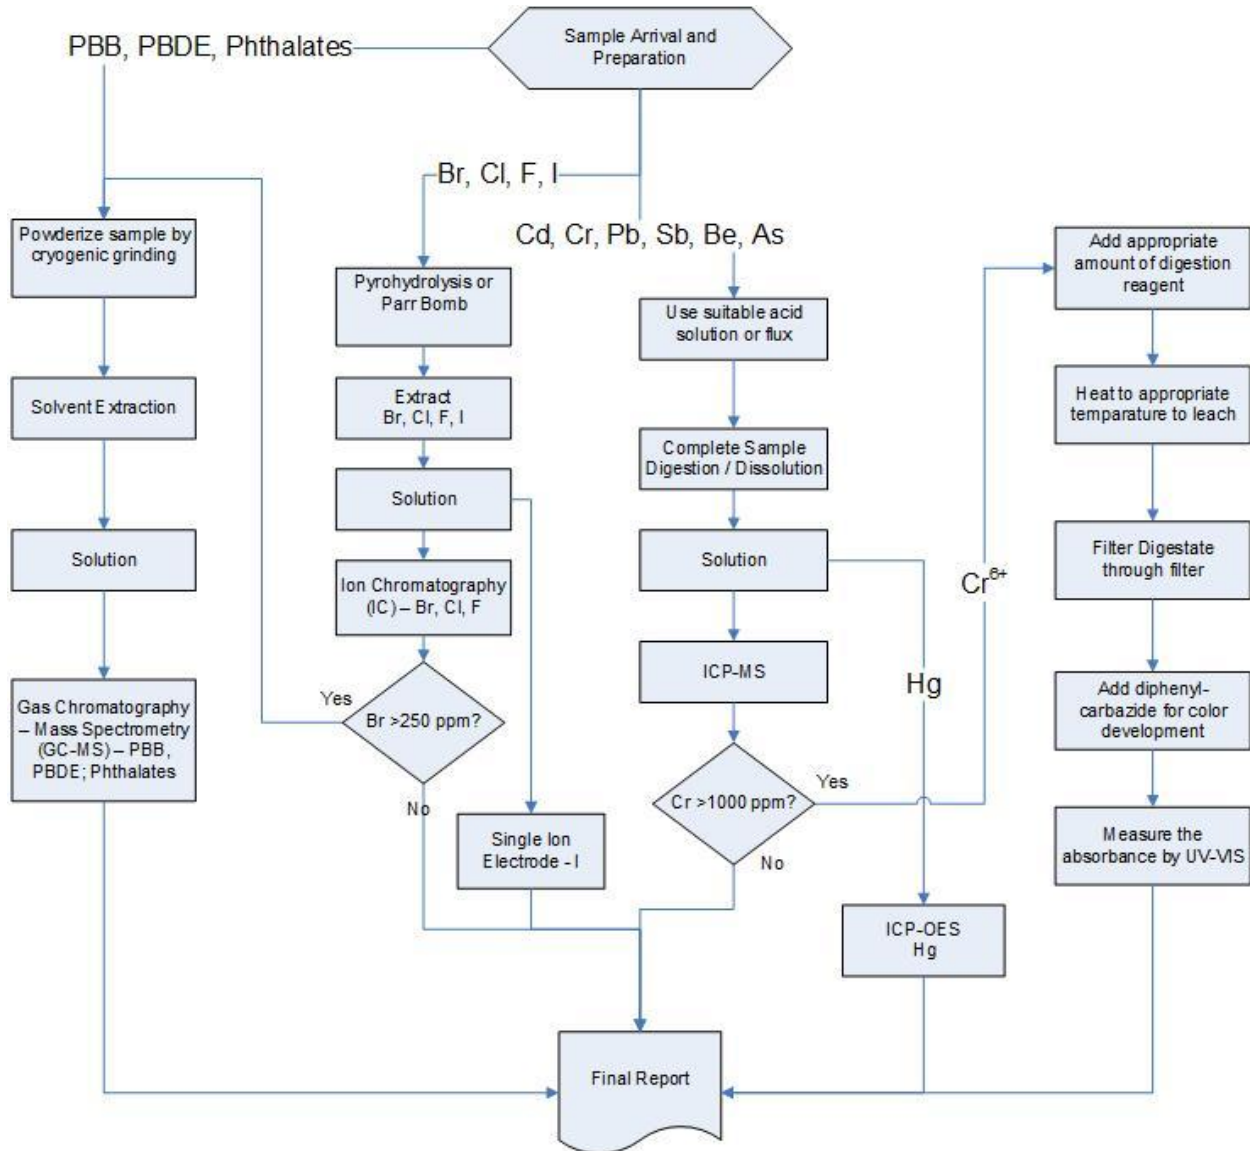 Sample Arrival and
Preparation
PBB, PBDE, Phthalates
Br, Cl, F, I
Cd, Cr, Pb, Sb, Be, As
Powderize sample by
cryogenic grinding
Solvent Extraction
Solution
Gas Chromatography
– Mass Spectrometry
(GC-MS) – PBB,
PBDE; Phthalates
Pyrohydrolysis or
Parr Bomb
Extract
Br, Cl, F, I
Solution
Ion Chromatography
(IC) – Br, Cl, F
Br >250 ppm?
Yes
No
Single Ion
Electrode - I
Use suitable acid
solution or flux
Complete Sample
Digestion / Dissolution
Solution
ICP-MS
Cr >1000 ppm?
Yes
No
Hg
ICP-OES
Hg
Cr⁶⁺
Add appropriate
amount of digestion
reagent
Heat to appropriate
temparature to leach
Filter Digestate
through filter
Add diphenyl-
carbazide for color
development
Measure the
absorbance by UV-VIS
Final Report